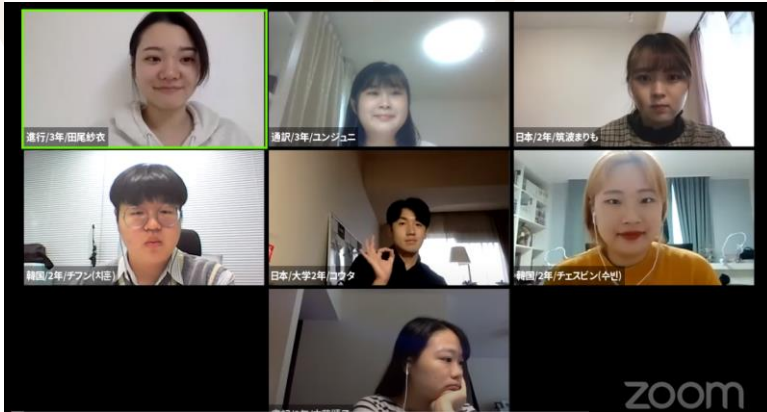 進行/3年/田尾紗衣
通訳/3年/ユンジュニ
日本/2年/筑波まりも
韓国/2年/チフン(치훈)
日本/大学2年/コウタ
韓国/2年/チェスビン(수빈)
zoom